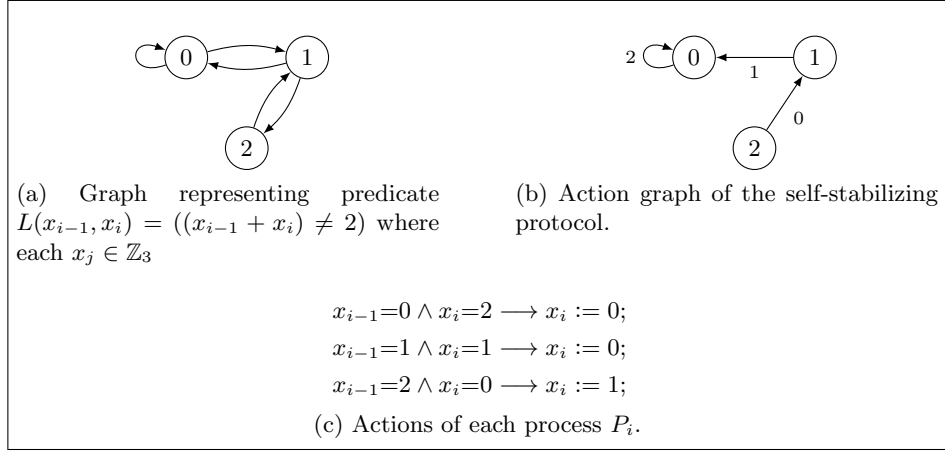 0
1
2
2
0
1
1
0
2
(a) Graph representing predicate
L(x_{i−1}, x_i) = ((x_{i−1} + x_i) ≠ 2) where
each x_j ∈ ℤ_3
(b) Action graph of the self-stabilizing
protocol.
x_{i−1}=0 ∧ x_i=2 ⟶ x_i := 0;
x_{i−1}=1 ∧ x_i=1 ⟶ x_i := 0;
x_{i−1}=2 ∧ x_i=0 ⟶ x_i := 1;
(c) Actions of each process P_i.